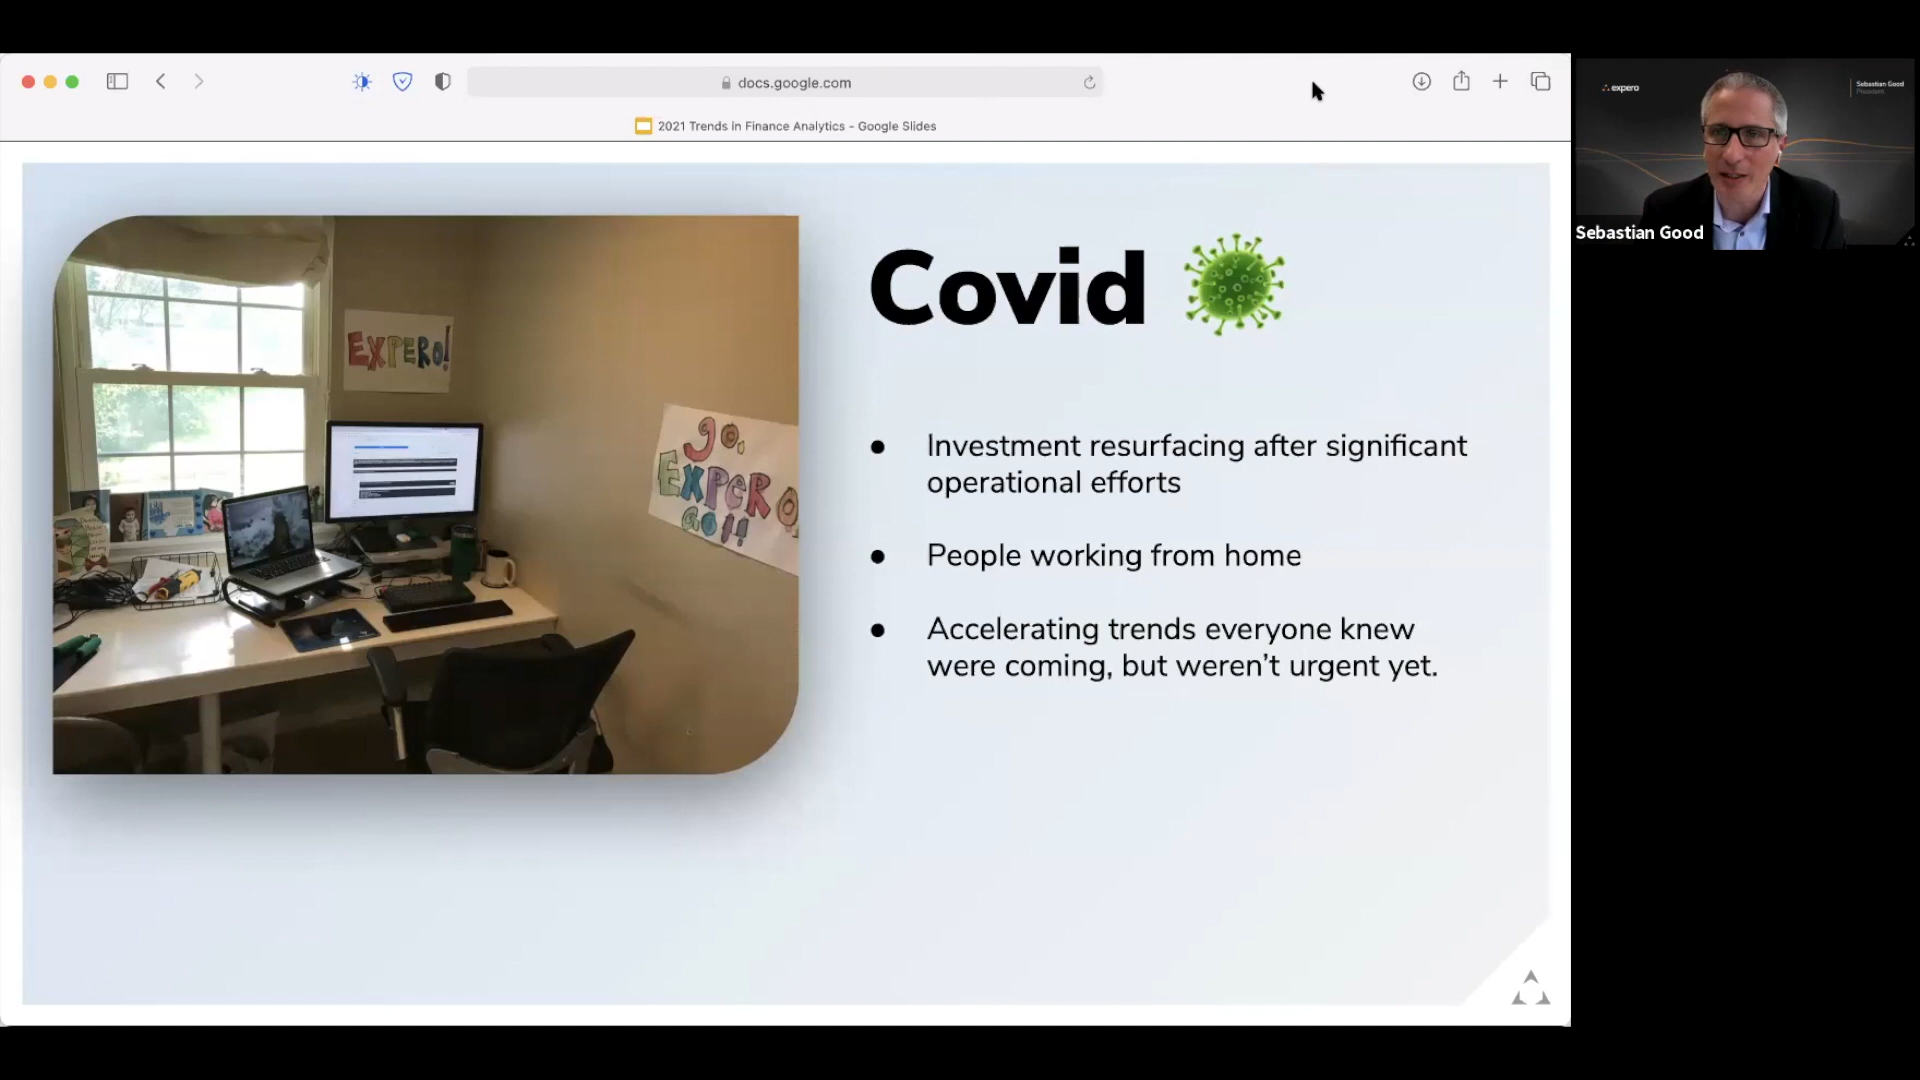 docs.google.com
2021 Trends in Finance Analytics - Google Slides
expero
Sebastian Good
President
Sebastian Good
EXPERO!
go,
EXPERO
GO!!
Covid
● Investment resurfacing after significant
operational efforts
● People working from home
● Accelerating trends everyone knew
were coming, but weren’t urgent yet.